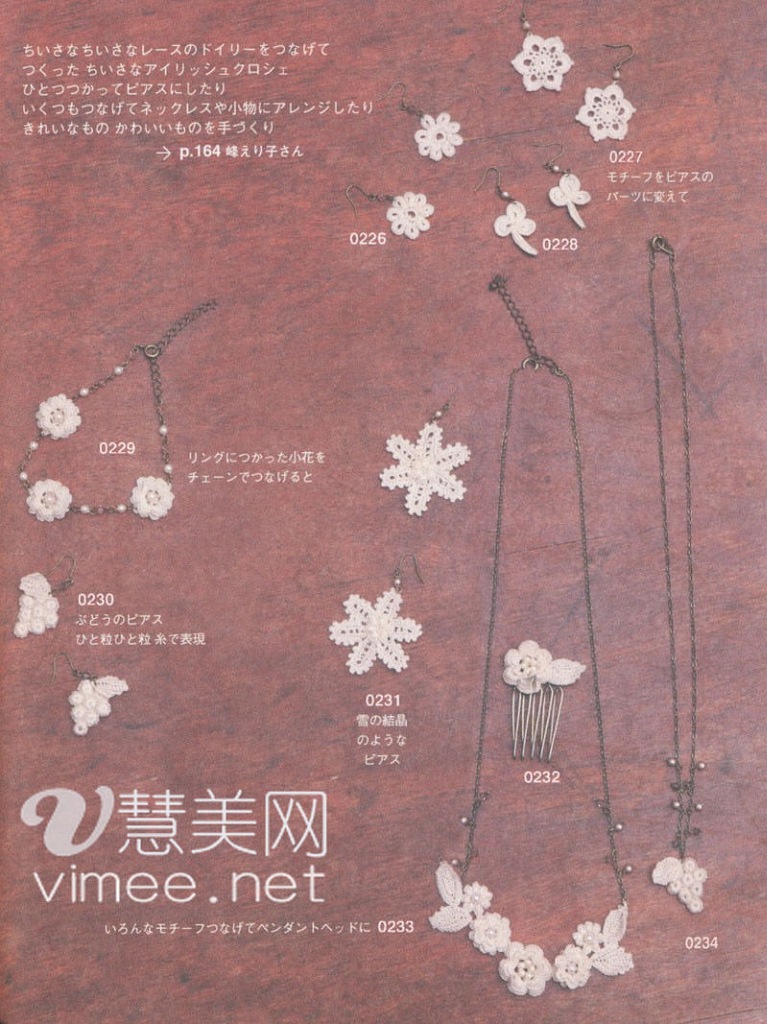 ちいさなちいさなレースのドイリーをつなげて
つくった ちいさなアイリッシュクロシェ
ひとつつかってピアスにしたり
いくつもつなげてネックレスや小物にアレンジしたり
きれいなもの かわいいものを手づくり
→ p.164 峰えり子さん
0227
モチーフをピアスの
パーツに変えて
0226
0228
0229
リングにつかった小花を
チェーンでつなげると
0230
ぶどうのピアス
ひと粒ひと粒 糸で表現
0231
雪の結晶
のような
ピアス
0232
V慧美网
vimee.net
いろんなモチーフつなげてペンダントヘッドに 0233
0234